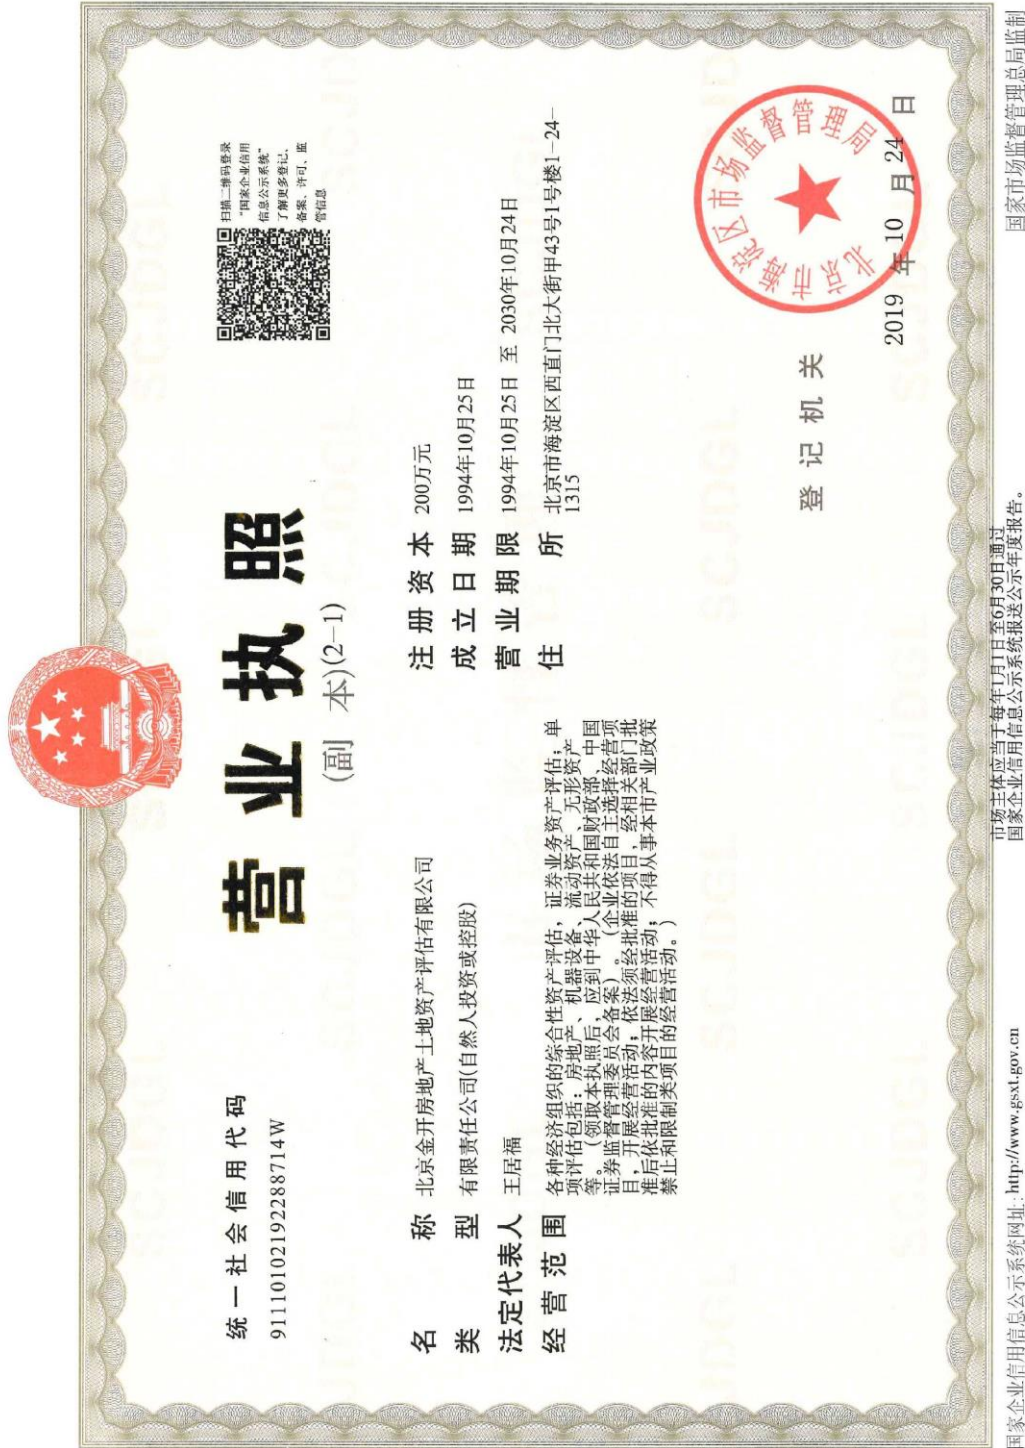 统一社会信用代码
91110102192288714W
营业执照
(副 本)(2-1)
扫描二维码登录
“国家企业信用
信息公示系统”
了解更多登记、
备案、许可、监
管信息
名 称 北京金开房地产土地资产评估有限公司
类 型 有限责任公司(自然人投资或控股)
法定代表人 王居福
经营范围 各种经济组织的综合性资产评估，证券业务资产评估；单
项评估包括：房地产、机器设备、流动资产、无形资产
等。（领取本执照后，应到中华人民共和国财政部、中国
证券监督管理委员会备案）。（企业依法自主选择经营项
目，开展经营活动；依法须经批准的项目，经相关部门批
准后依批准的内容开展经营活动；不得从事本市产业政策
禁止和限制类项目的经营活动。）
注册资本 200万元
成立日期 1994年10月25日
营业期限 1994年10月25日 至 2030年10月24日
住 所 北京市海淀区西直门北大街甲43号1号楼1-24-
1315
登记机关
北京市海淀区市场监督管理局
2019 年 10 月 24 日
国家企业信用信息公示系统网址：http://www.gsxt.gov.cn
市场主体应当于每年1月1日至6月30日通过
国家企业信用信息公示系统报送公示年度报告。
国家市场监督管理总局监制
SCJDGL